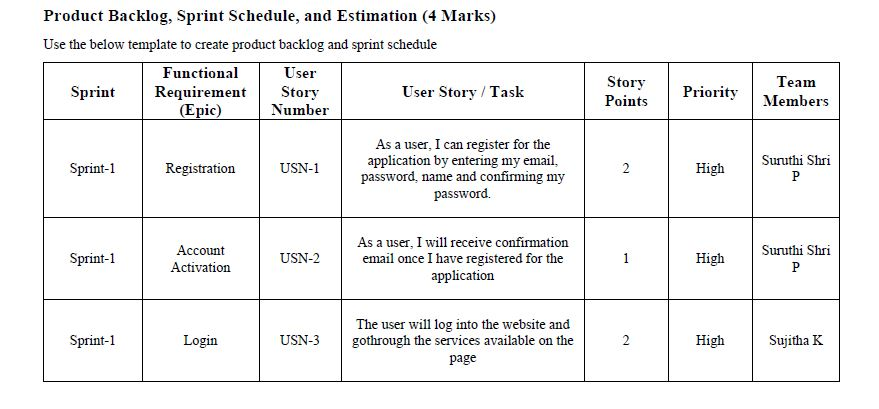 Product Backlog, Sprint Schedule, and Estimation (4 Marks)
Use the below template to create product backlog and sprint schedule
Sprint
Functional
Requirement
(Epic)
User
Story
Number
User Story / Task
Story
Points
Priority
Team
Members
Sprint-1
Registration
USN-1
As a user, I can register for the
application by entering my email,
password, name and confirming my
password.
2
High
Suruthi Shri
P
Sprint-1
Account
Activation
USN-2
As a user, I will receive confirmation
email once I have registered for the
application
1
High
Suruthi Shri
P
Sprint-1
Login
USN-3
The user will log into the website and
gothrough the services available on the
page
2
High
Sujitha K